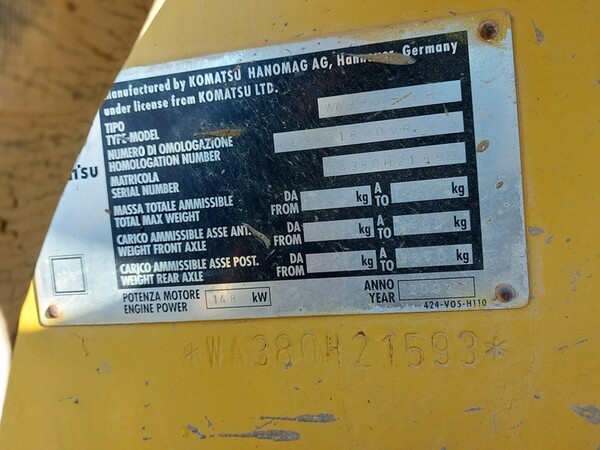 manufactured by KOMATSU HANOMAG AG, Hannover, Germany
under license from KOMATSU LTD.
TIPO
TYPE-MODEL
NUMERO DI OMOLOGAZIONE
HOMOLOGATION NUMBER
MATRICOLA
SERIAL NUMBER
MASSA TOTALE AMMISSIBILE DA kg A kg
TOTAL MAX WEIGHT FROM TO
CARICO AMMISSIBILE ASSE ANT. DA kg A kg
WEIGHT FRONT AXLE FROM TO
CARICO AMMISSIBILE ASSE POST. DA kg A kg
WEIGHT REAR AXLE FROM TO
POTENZA MOTORE 148 kW ANNO
ENGINE POWER YEAR
424-V05-H110
*WA380H21593*